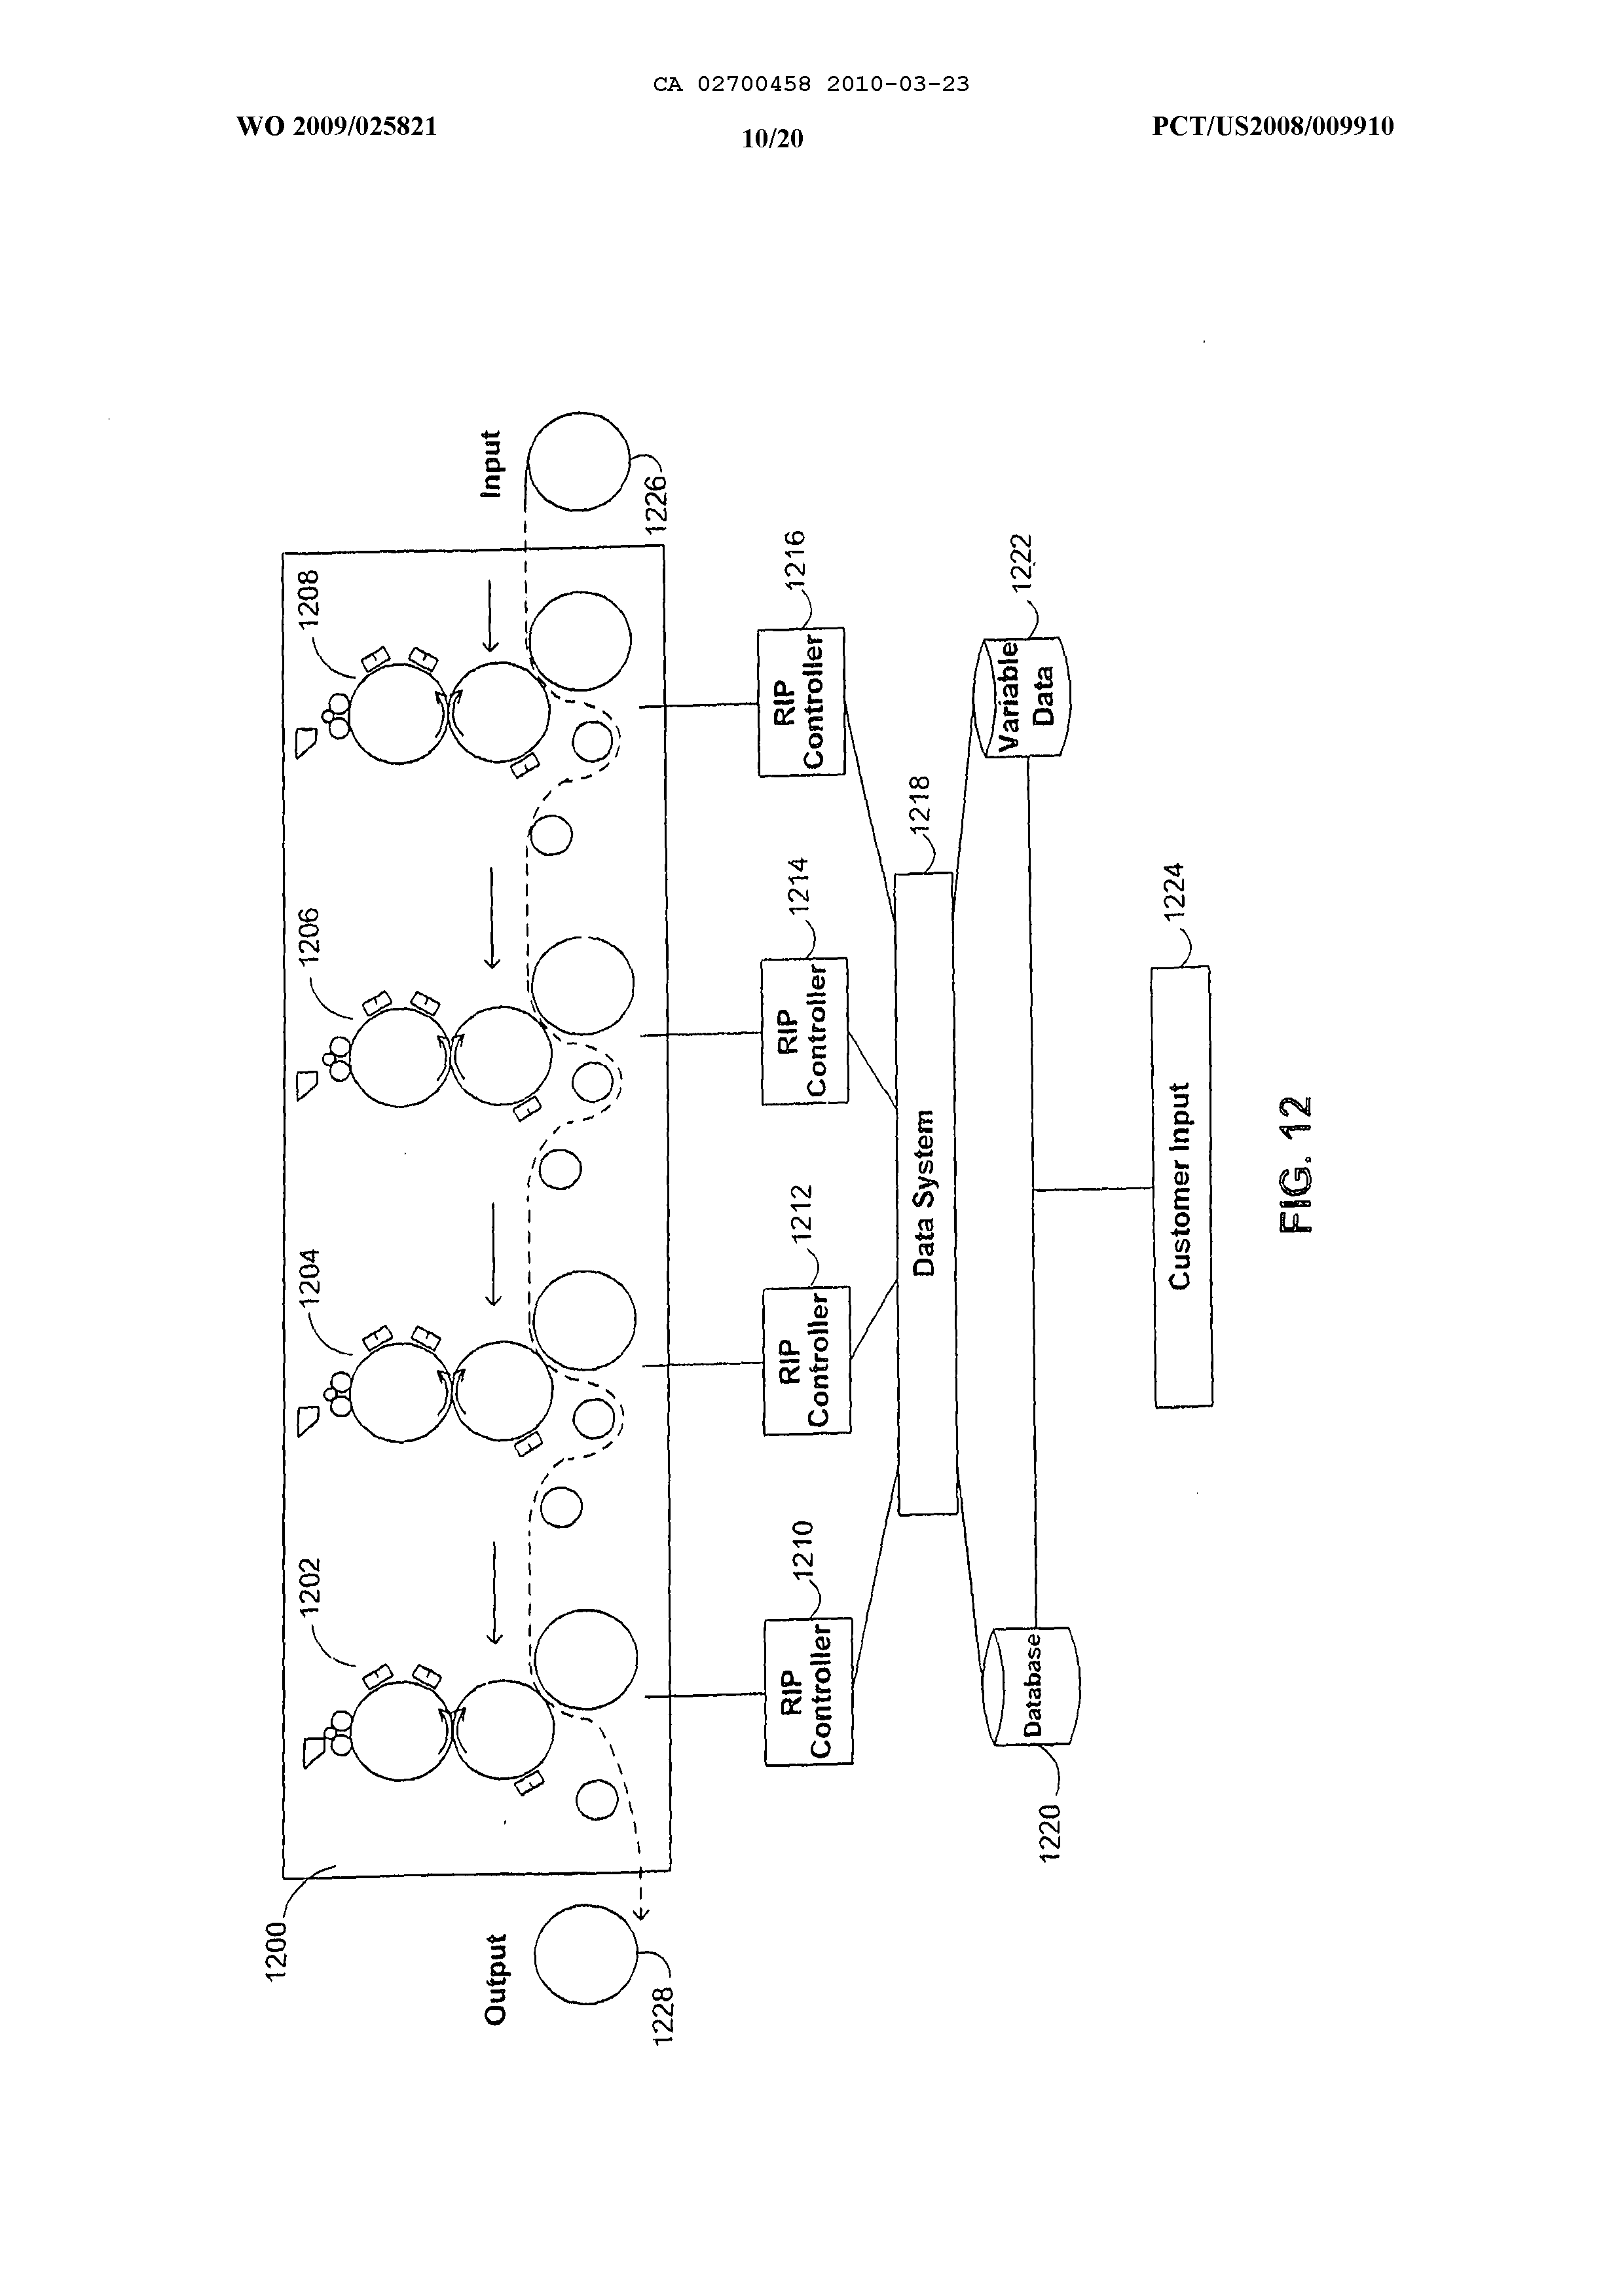 CA 02700458 2010-03-23
WO 2009/025821
10/20
PCT/US2008/009910
1200
1202
1204
1206
1208
Output
Input
1228
1226
1210
1212
1214
1216
RIP
Controller
RIP
Controller
RIP
Controller
RIP
Controller
1218
Data System
1220
Database
1222
Variable
Data
1224
Customer Input
FIG. 12